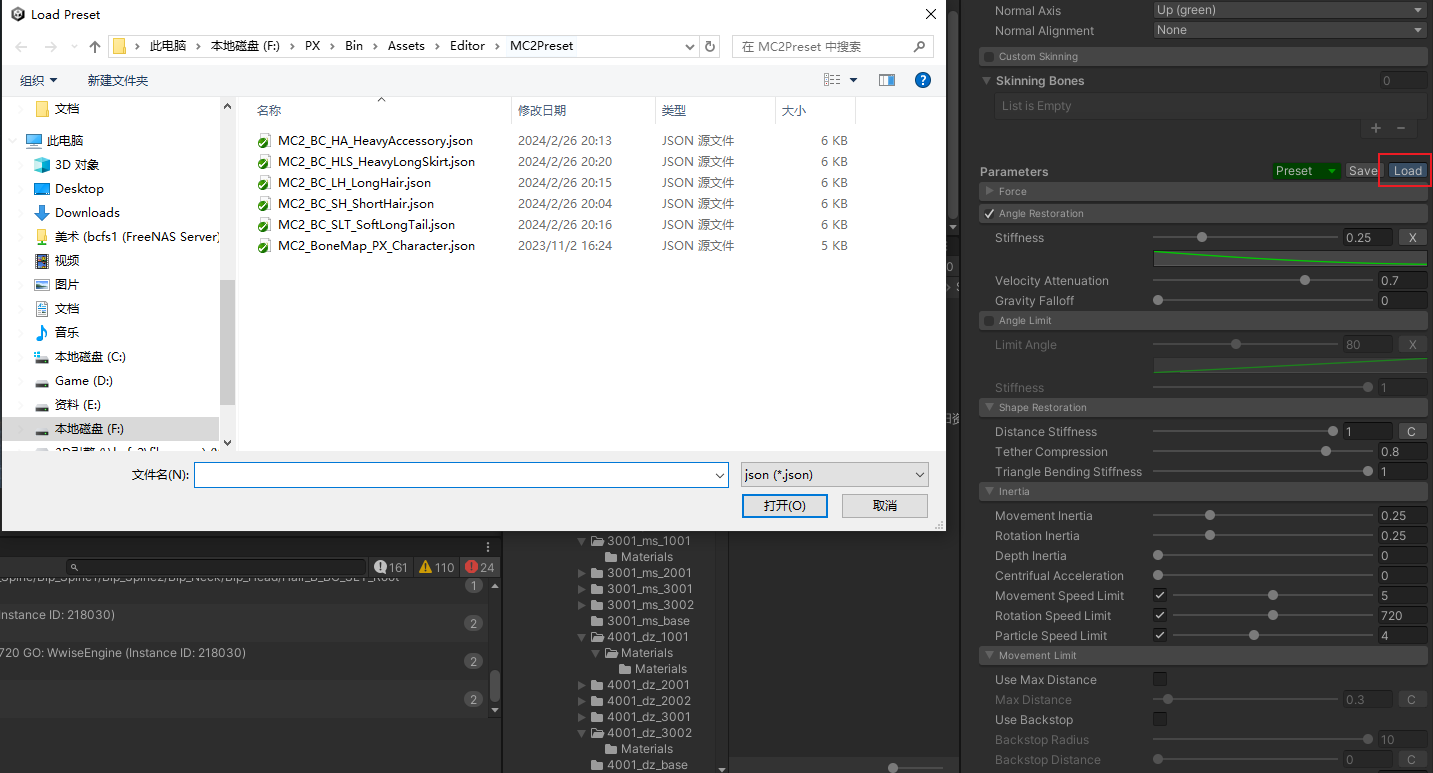 Load Preset
此电脑 › 本地磁盘 (F:) › PX › Bin › Assets › Editor › MC2Preset
在 MC2Preset 中搜索
组织
新建文件夹
文档
此电脑
3D 对象
Desktop
Downloads
美术 (bcfs1 (FreeNAS Server)
视频
图片
文档
音乐
本地磁盘 (C:)
Game (D:)
资料 (E:)
本地磁盘 (F:)
名称 修改日期 类型 大小
MC2_BC_HA_HeavyAccessory.json 2024/2/26 20:13 JSON 源文件 6 KB
MC2_BC_HLS_HeavyLongSkirt.json 2024/2/26 20:20 JSON 源文件 6 KB
MC2_BC_LH_LongHair.json 2024/2/26 20:15 JSON 源文件 6 KB
MC2_BC_SH_ShortHair.json 2024/2/26 20:04 JSON 源文件 6 KB
MC2_BC_SLT_SoftLongTail.json 2024/2/26 20:16 JSON 源文件 6 KB
MC2_BoneMap_PX_Character.json 2023/11/2 16:24 JSON 源文件 5 KB
文件名(N):
json (*.json)
打开(O)
取消
161 110 24
1
nstance ID: 218030)
2
720 GO: WwiseEngine (Instance ID: 218030)
2
2
3001_ms_1001
Materials
3001_ms_2001
3001_ms_3001
3001_ms_3002
3001_ms_base
4001_dz_1001
Materials
Materials
4001_dz_2001
4001_dz_2002
4001_dz_3001
4001_dz_3002
Materials
4001_dz_base
Normal Axis Up (green)
Normal Alignment None
Custom Skinning
Skinning Bones 0
List is Empty
+ −
Parameters Preset Save Load
Force
Angle Restoration
Stiffness 0.25 X
Velocity Attenuation 0.7
Gravity Falloff 0
Angle Limit
Limit Angle 80 X
Stiffness 1
Shape Restoration
Distance Stiffness 1 C
Tether Compression 0.8
Triangle Bending Stiffness 1
Inertia
Movement Inertia 0.25
Rotation Inertia 0.25
Depth Inertia 0
Centrifual Acceleration 0
Movement Speed Limit 5
Rotation Speed Limit 720
Particle Speed Limit 4
Movement Limit
Use Max Distance
Max Distance 0.3 C
Use Backstop
Backstop Radius 10
Backstop Distance 0 C